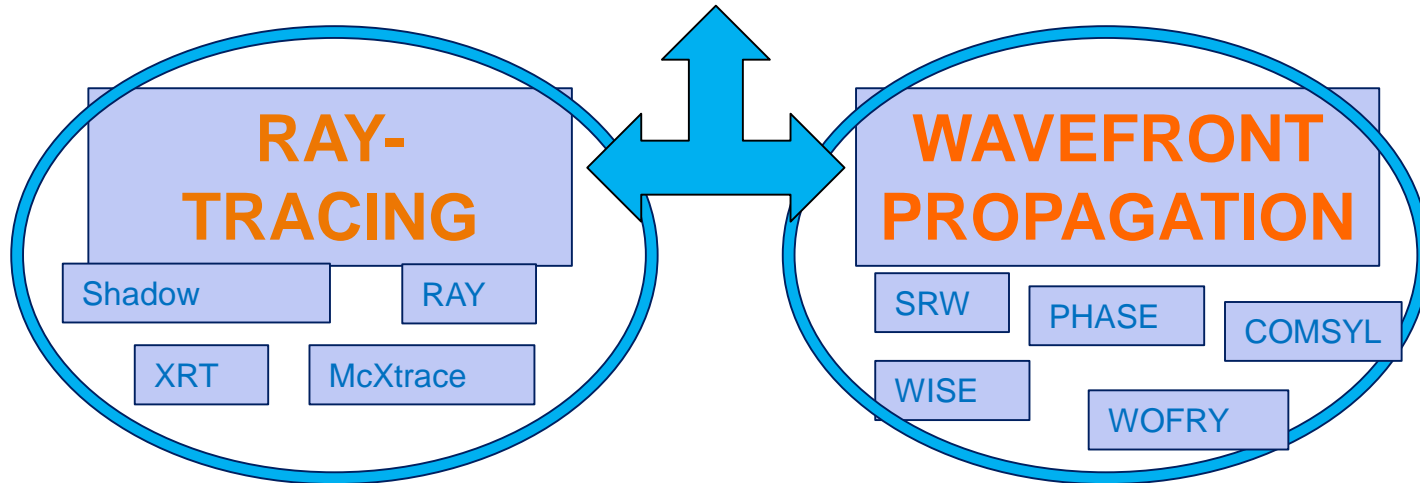 RAY-
TRACING
Shadow
RAY
XRT
McXtrace
WAVEFRONT
PROPAGATION
SRW
PHASE
COMSYL
WISE
WOFRY